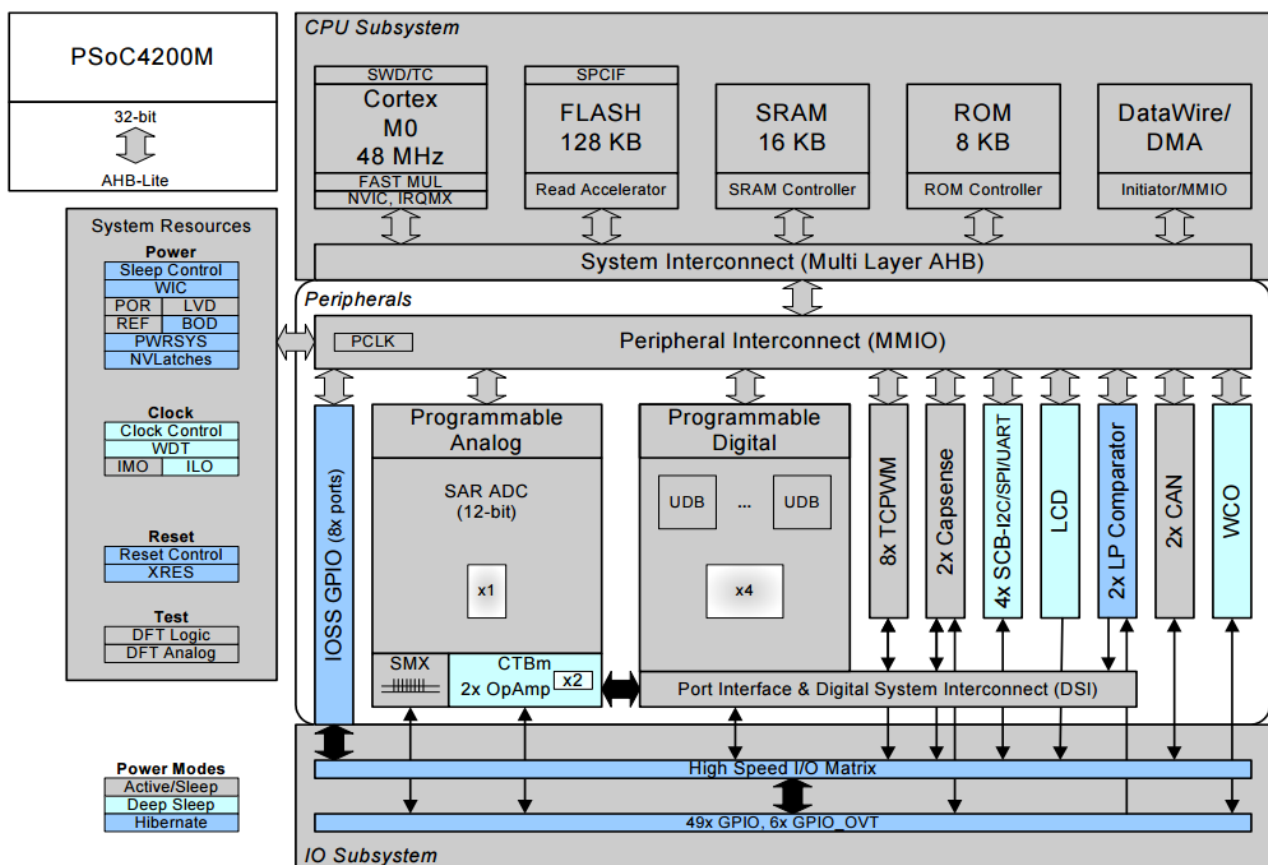 PSoC4200M
32-bit
AHB-Lite
CPU Subsystem
SWD/TC
Cortex
M0
48 MHz
FAST MUL
NVIC, IRQMX
SPCIF
FLASH
128 KB
Read Accelerator
SRAM
16 KB
SRAM Controller
ROM
8 KB
ROM Controller
DataWire/
DMA
Initiator/MMIO
System Interconnect (Multi Layer AHB)
System Resources
Power
Sleep Control
WIC
POR
LVD
REF
BOD
PWRSYS
NVLatches
Clock
Clock Control
WDT
IMO
ILO
Reset
Reset Control
XRES
Test
DFT Logic
DFT Analog
Peripherals
PCLK
Peripheral Interconnect (MMIO)
IOSS GPIO (8x ports)
Programmable
Analog
SAR ADC
(12-bit)
x1
SMX
CTBm
2x OpAmp
x2
Programmable
Digital
UDB
...
UDB
x4
8x TCPWM
2x Capsense
4x SCB-I2C/SPI/UART
LCD
2x LP Comparator
2x CAN
WCO
Port Interface & Digital System Interconnect (DSI)
Power Modes
Active/Sleep
Deep Sleep
Hibernate
High Speed I/O Matrix
49x GPIO, 6x GPIO_OVT
IO Subsystem